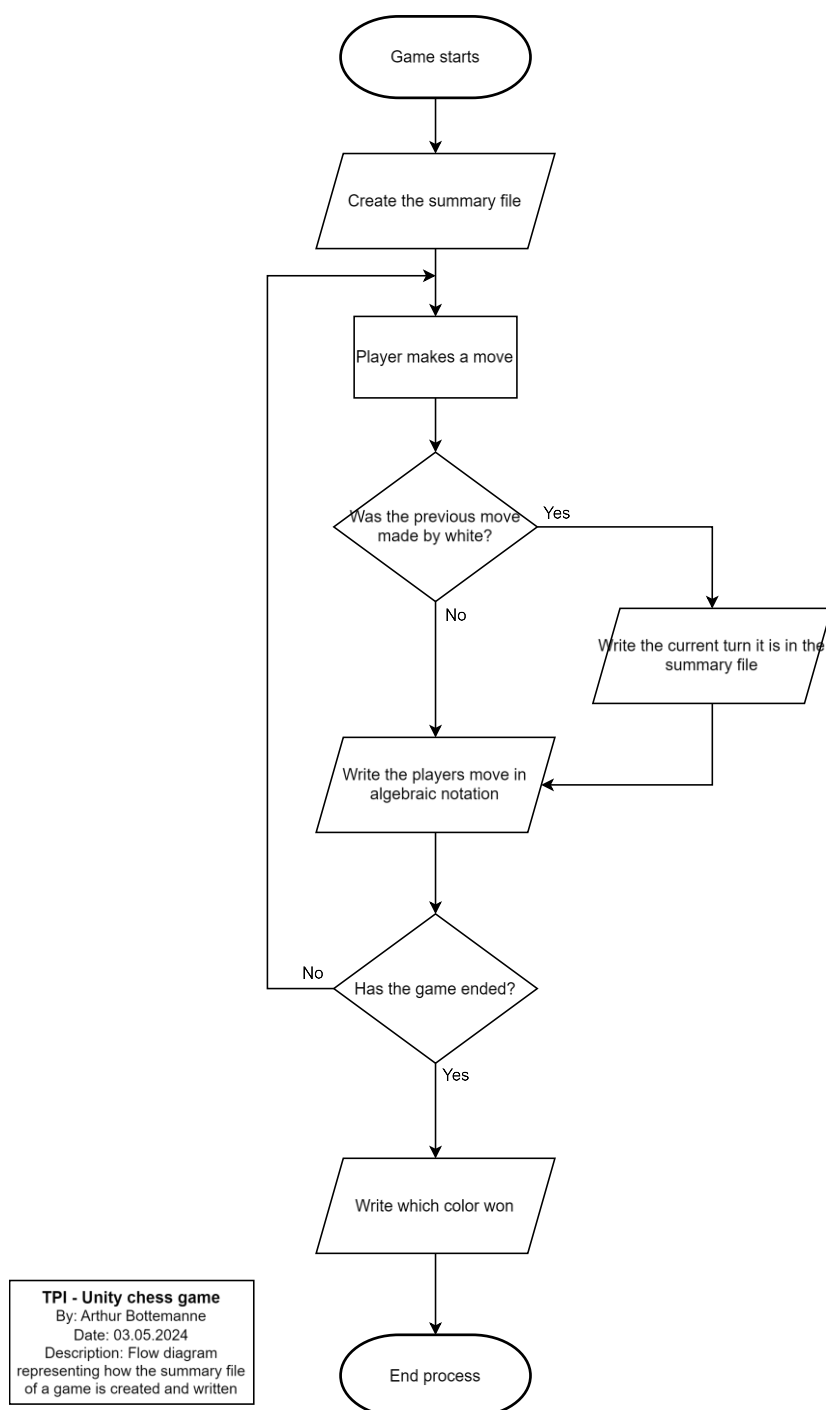 Game starts
Create the summary file
Player makes a move
Was the previous move
made by white?
Yes
No
Write the current turn it is in the
summary file
Write the players move in
algebraic notation
Has the game ended?
No
Yes
Write which color won
End process
TPI - Unity chess game
By: Arthur Bottemanne
Date: 03.05.2024
Description: Flow diagram
representing how the summary file
of a game is created and written